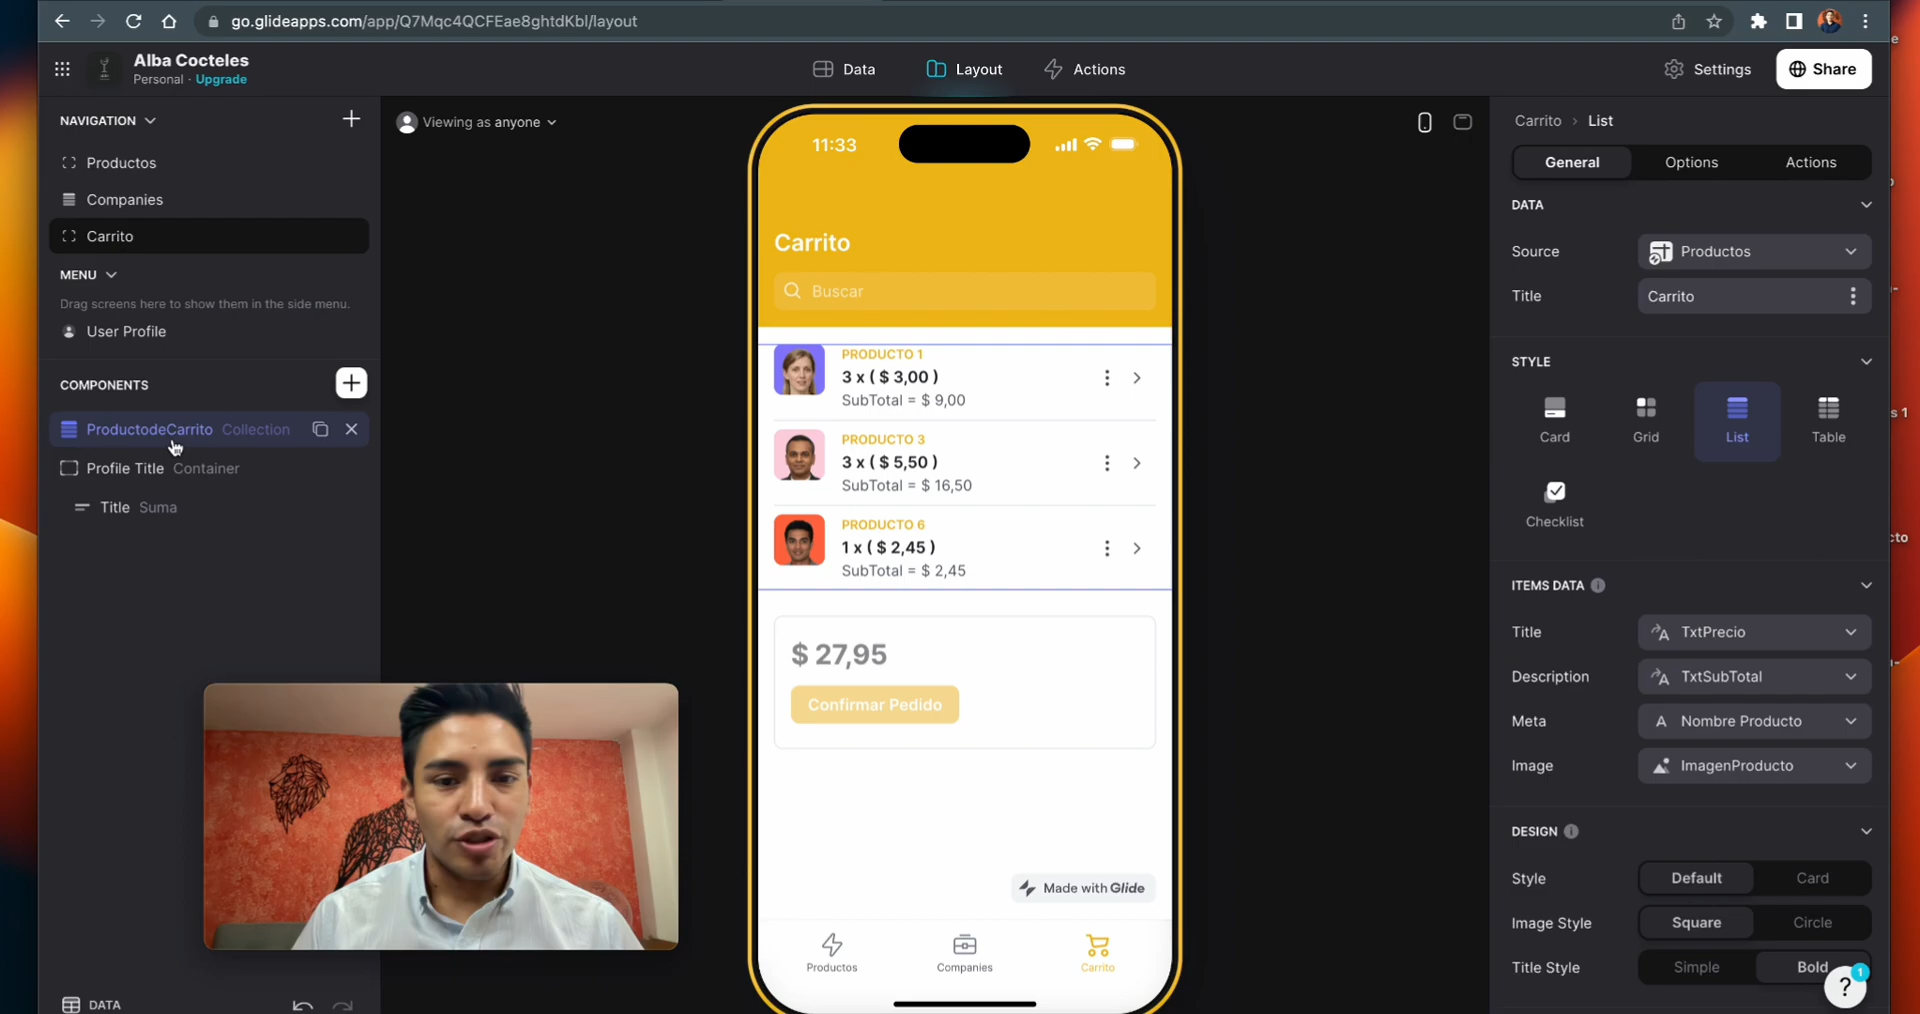 go.glideapps.com/app/Q7Mqc4QCFEae8ghtdKbl/layout
Alba Cocteles
Personal · Upgrade
Data
Layout
Actions
Settings
Share
NAVIGATION
Productos
Companies
Carrito
MENU
Drag screens here to show them in the side menu.
User Profile
COMPONENTS
ProductodeCarrito Collection
Profile Title Container
Title Suma
DATA
Viewing as anyone
11:33
Carrito
Buscar
PRODUCTO 1
3 x ( $ 3,00 )
SubTotal = $ 9,00
PRODUCTO 3
3 x ( $ 5,50 )
SubTotal = $ 16,50
PRODUCTO 6
1 x ( $ 2,45 )
SubTotal = $ 2,45
$ 27,95
Confirmar Pedido
Made with Glide
Productos
Companies
Carrito
Carrito › List
General
Options
Actions
DATA
Source
Productos
Title
Carrito
STYLE
Card
Grid
List
Table
Checklist
ITEMS DATA
Title
TxtPrecio
Description
TxtSubTotal
Meta
A Nombre Producto
Image
ImagenProducto
DESIGN
Style
Default
Card
Image Style
Square
Circle
Title Style
Simple
Bold
1
?